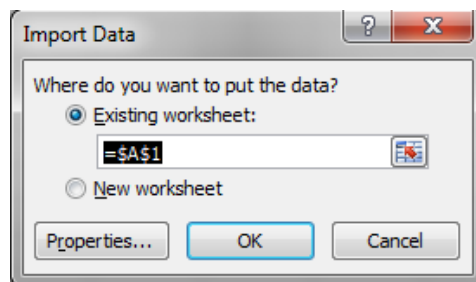 Import Data
Where do you want to put the data?
Existing worksheet:
=$A$1
New worksheet
Properties... OK Cancel